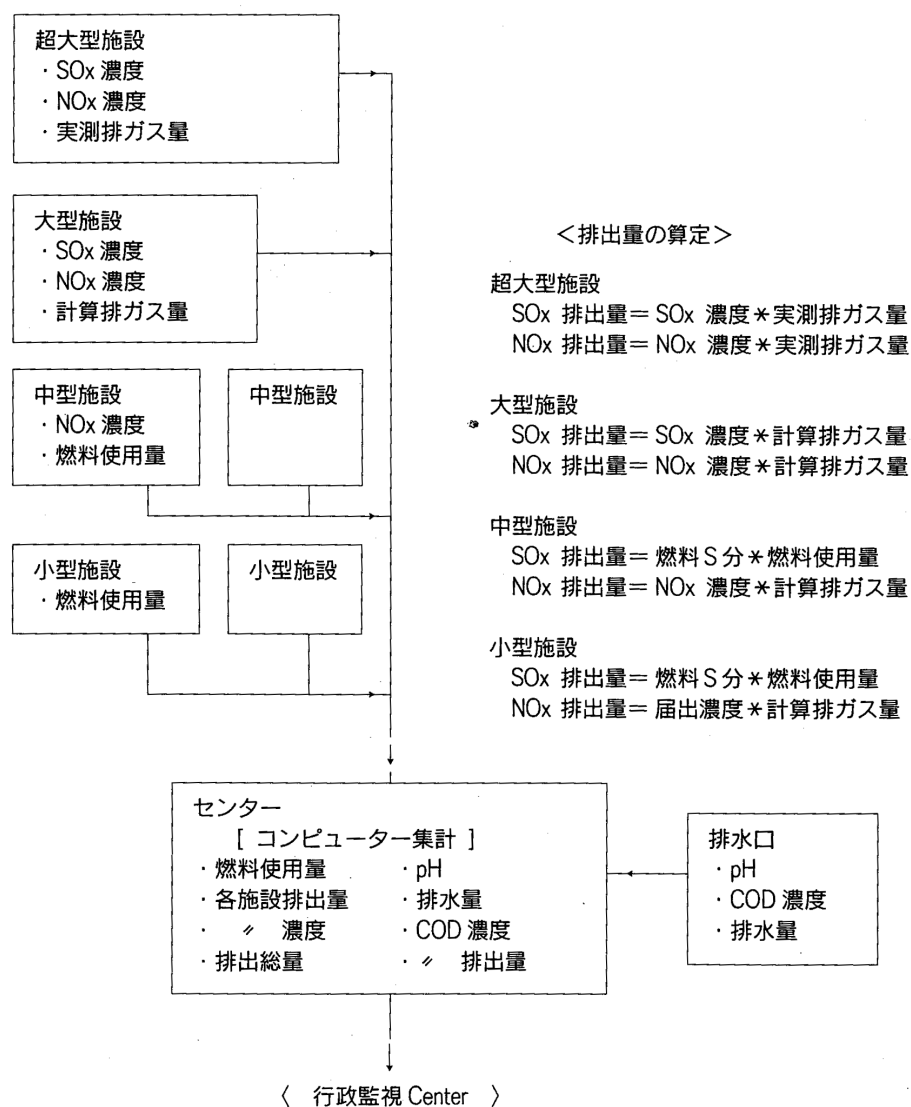 超大型施設
・SOx 濃度
・NOx 濃度
・実測排ガス量
大型施設
・SOx 濃度
・NOx 濃度
・計算排ガス量
中型施設
・NOx 濃度
・燃料使用量
中型施設
小型施設
・燃料使用量
小型施設
<排出量の算定>
超大型施設
SOx 排出量＝SOx 濃度＊実測排ガス量
NOx 排出量＝NOx 濃度＊実測排ガス量
大型施設
SOx 排出量＝SOx 濃度＊計算排ガス量
NOx 排出量＝NOx 濃度＊計算排ガス量
中型施設
SOx 排出量＝燃料S分＊燃料使用量
NOx 排出量＝NOx 濃度＊計算排ガス量
小型施設
SOx 排出量＝燃料S分＊燃料使用量
NOx 排出量＝届出濃度＊計算排ガス量
センター
[ コンピューター集計 ]
・燃料使用量 ・pH
・各施設排出量 ・排水量
・ 〃 濃度 ・COD 濃度
・排出総量 ・〃 排出量
排水口
・pH
・COD 濃度
・排水量
〈 行政監視 Center 〉